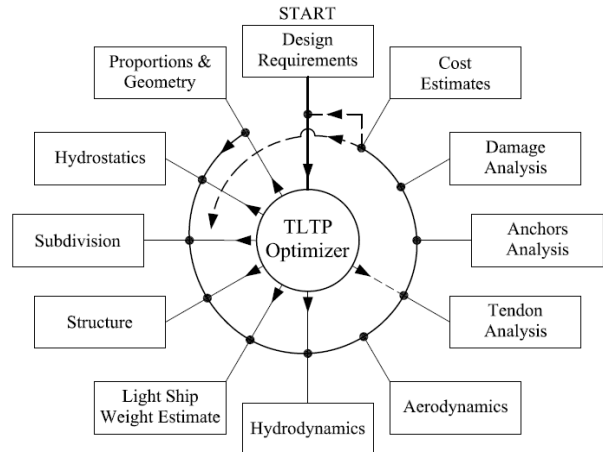 START
Design
Requirements
Proportions &
Geometry
Cost
Estimates
Hydrostatics
Damage
Analysis
Subdivision
TLTP
Optimizer
Anchors
Analysis
Structure
Tendon
Analysis
Light Ship
Weight Estimate
Hydrodynamics
Aerodynamics